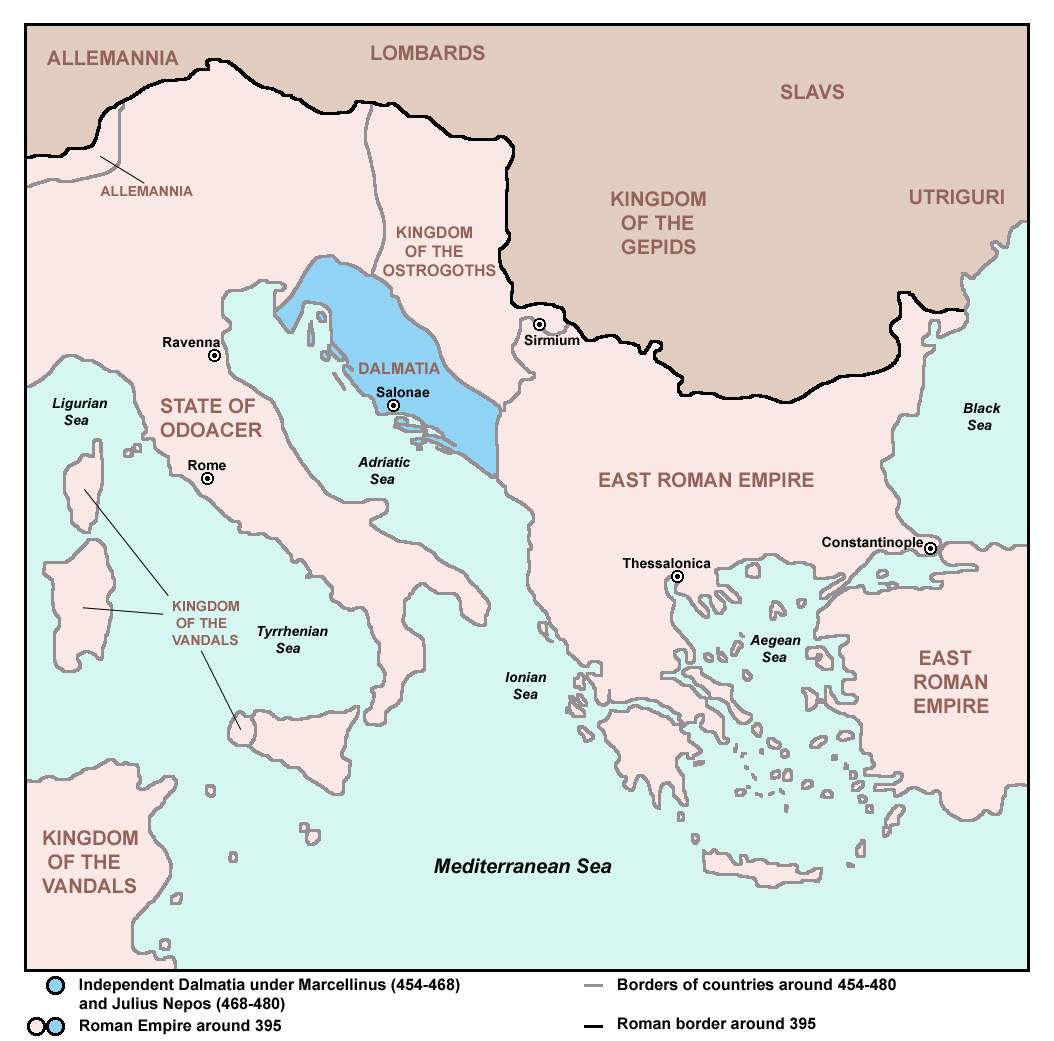 ALLEMANNIA
LOMBARDS
SLAVS
ALLEMANNIA
KINGDOM
OF THE
GEPIDS
UTRIGURI
KINGDOM
OF THE
OSTROGOTHS
Ravenna
Sirmium
DALMATIA
Salonae
Ligurian
Sea
STATE OF
ODOACER
Black
Sea
Rome
Adriatic
Sea
EAST ROMAN EMPIRE
Constantinople
Thessalonica
KINGDOM
OF THE
VANDALS
Tyrrhenian
Sea
Aegean
Sea
Ionian
Sea
EAST
ROMAN
EMPIRE
KINGDOM
OF THE
VANDALS
Mediterranean Sea
Independent Dalmatia under Marcellinus (454-468)
and Julius Nepos (468-480)
Roman Empire around 395
Borders of countries around 454-480
Roman border around 395